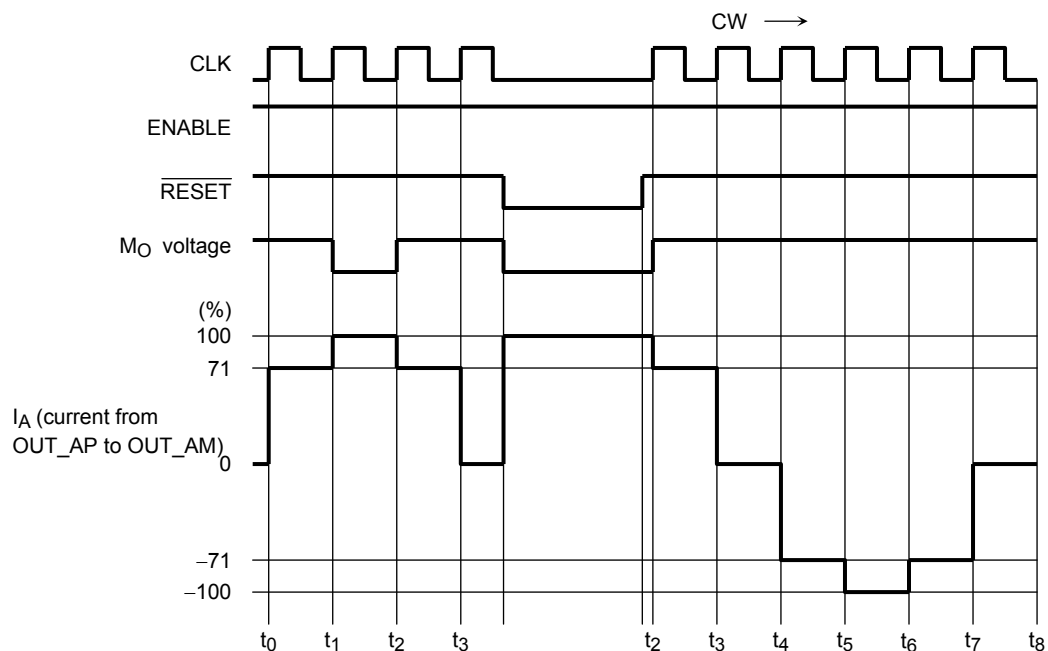 CW →
CLK
ENABLE
RESET
MO voltage
(%)
100
71
IA (current from
OUT_AP to OUT_AM)
0
−71
−100
t0 t1 t2 t3 t2 t3 t4 t5 t6 t7 t8